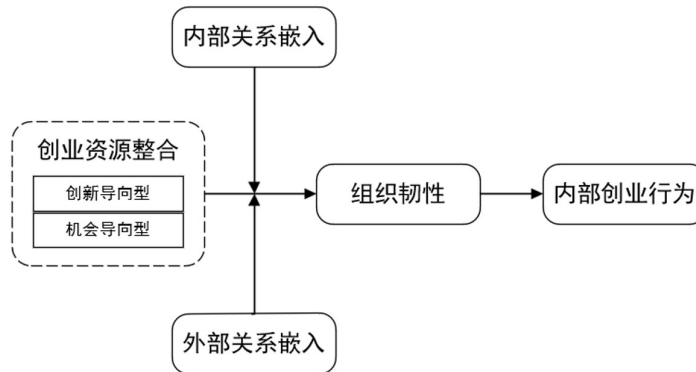 内部关系嵌入
创业资源整合
创新导向型
机会导向型
组织韧性
内部创业行为
外部关系嵌入